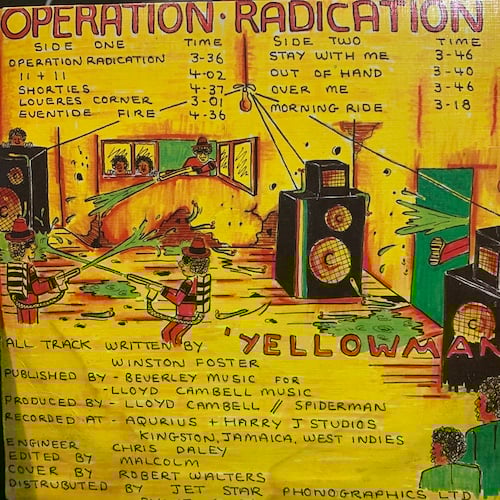 OPERATION · RADICATION
SIDE ONE TIME
OPERATION RADICATION 3-36
11 + 11 4-02
SHORTIES 4-37
LOVERES CORNER 3-01
EVENTIDE FIRE 4-36
SIDE TWO TIME
STAY WITH ME 3-46
OUT OF HAND 3-40
OVER ME 3-46
MORNING RIDE 3-18
'YELLOWMAN
ALL TRACK WRITTEN BY
WINSTON FOSTER
PUBLISHED BY - BEVERLEY MUSIC FOR
- LLOYD CAMBELL MUSIC
PRODUCED BY - LLOYD CAMBELL // SPIDERMAN
RECORDED AT - AQURIUS + HARRY J STUDIOS
KINGSTON, JAMAICA, WEST INDIES
ENGINEER CHRIS DALEY
EDITED BY MALCOLM
COVER BY ROBERT WALTERS
DISTRUBUTED BY JET STAR PHONOGRAPHICS LTD